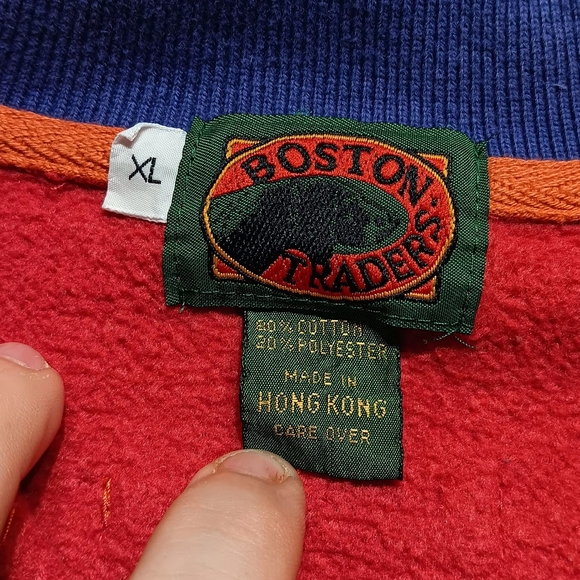 XL
BOSTON
TRADERS
80% COTTON
20% POLYESTER
MADE IN
HONG KONG
CARE OVER